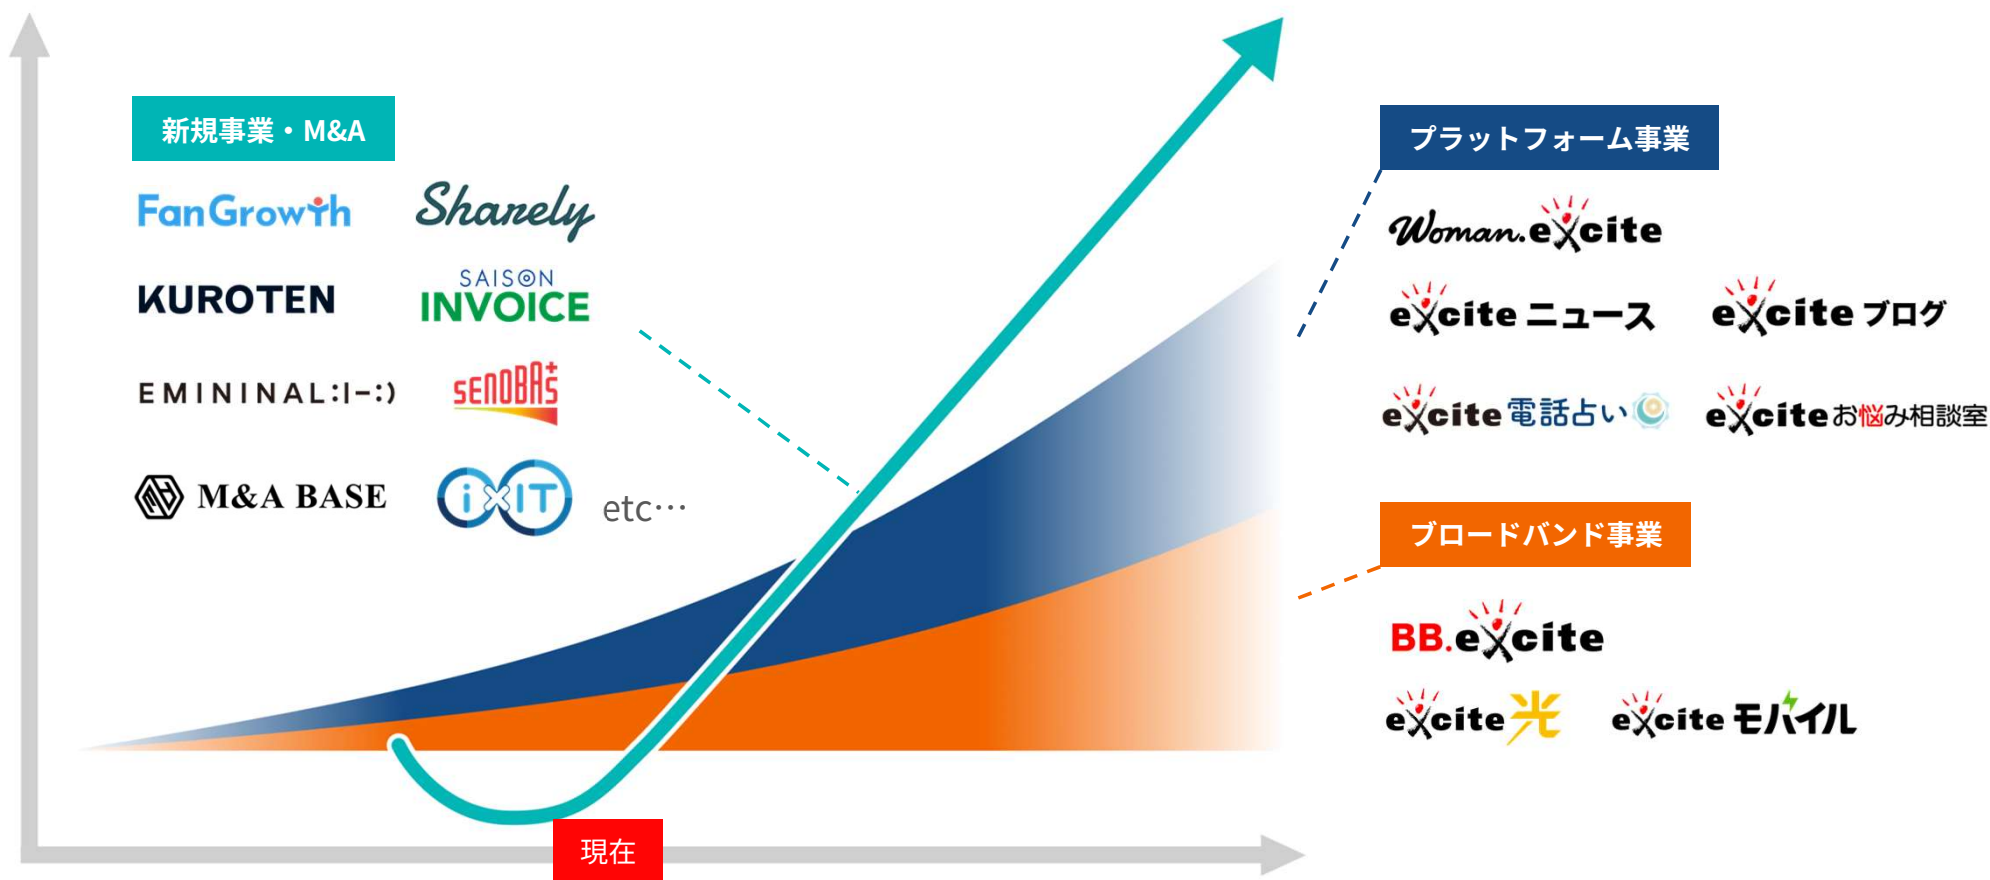 新規事業・M&A
FanGrowth
Sharely
KUROTEN
SAISON
INVOICE
EMININAL:I-:)
SENOBAS+
M&A BASE
iXIT
etc…
プラットフォーム事業
Woman.excite
excite ニュース
excite ブログ
excite 電話占い
excite お悩み相談室
ブロードバンド事業
BB.excite
excite 光
excite モバイル
現在